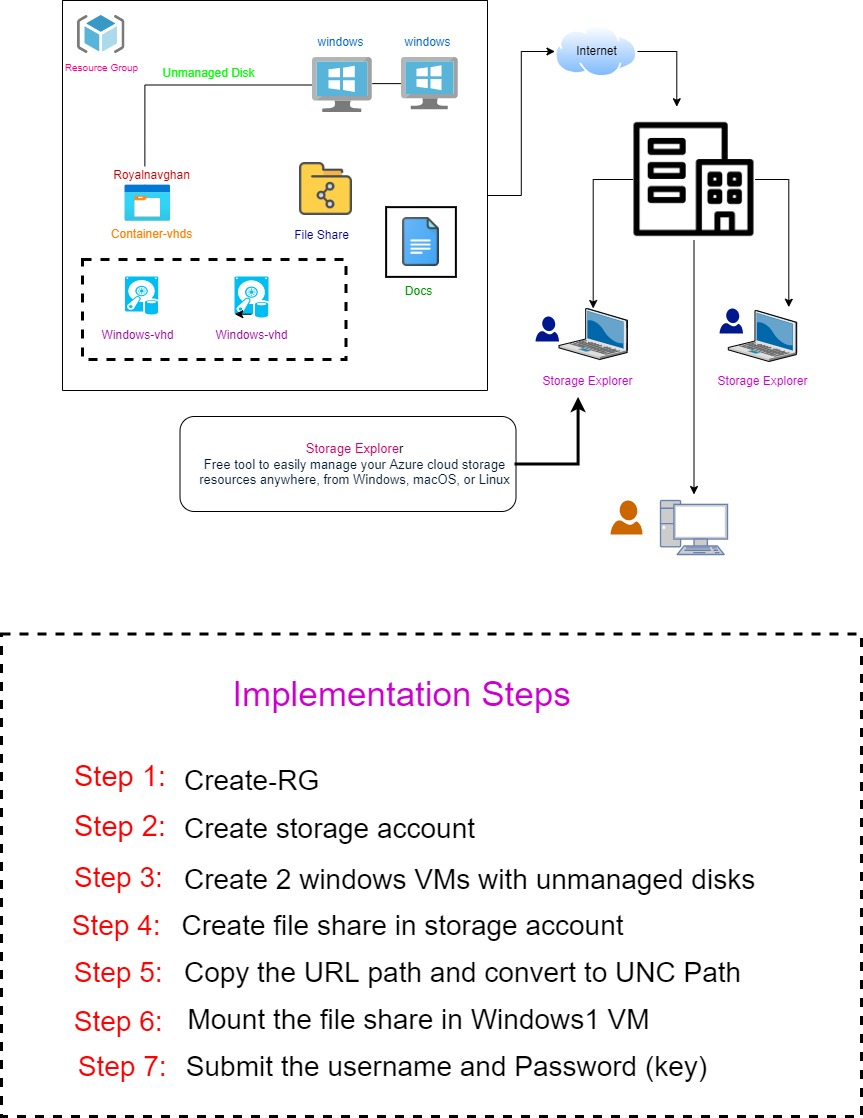 windows
windows
Internet
Resource Group
Unmanaged Disk
Royalnavghan
Container-vhds
File Share
Docs
Windows-vhd
Windows-vhd
Storage Explorer
Storage Explorer
Storage Explorer
Free tool to easily manage your Azure cloud storage
resources anywhere, from Windows, macOS, or Linux
Implementation Steps
Step 1: Create-RG
Step 2: Create storage account
Step 3: Create 2 windows VMs with unmanaged disks
Step 4: Create file share in storage account
Step 5: Copy the URL path and convert to UNC Path
Step 6: Mount the file share in Windows1 VM
Step 7: Submit the username and Password (key)